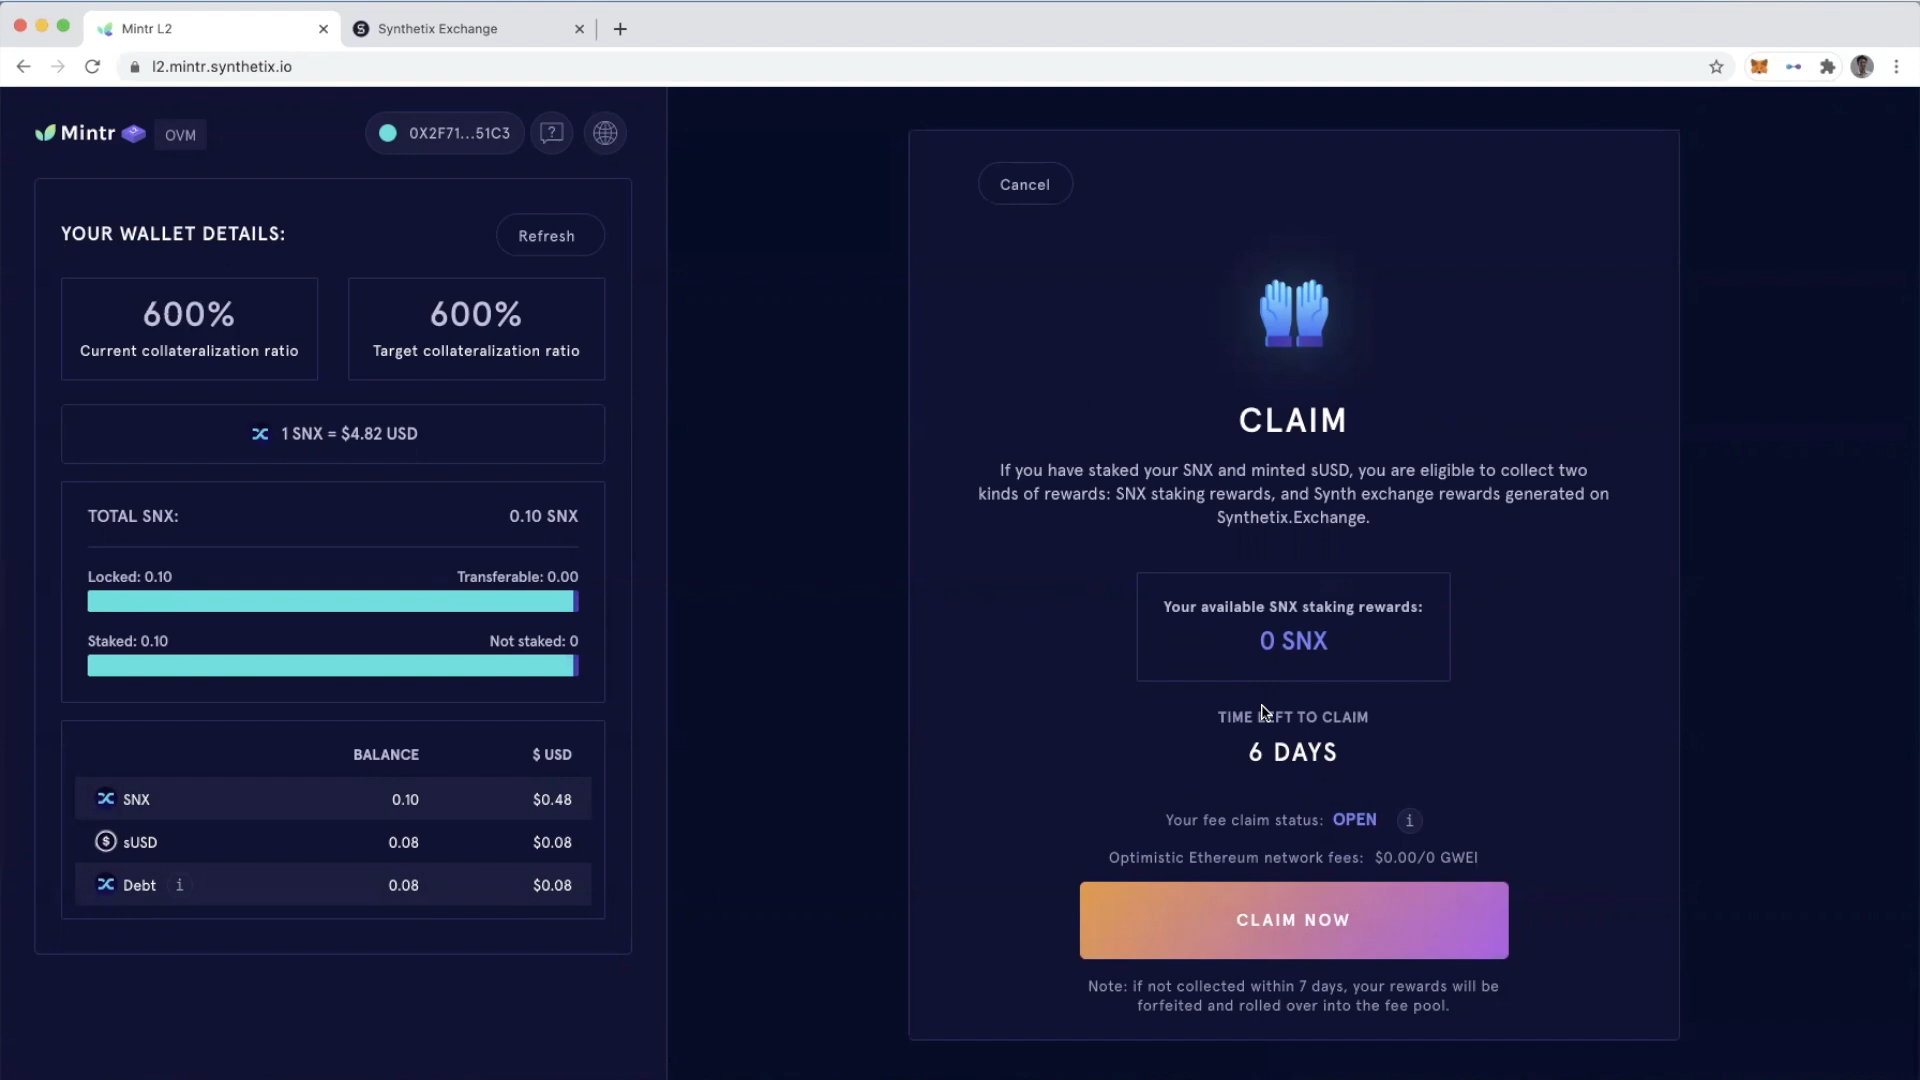 Mintr L2
Synthetix Exchange
l2.mintr.synthetix.io
Mintr
OVM
0X2F71...51C3
YOUR WALLET DETAILS:
Refresh
600%
Current collateralization ratio
600%
Target collateralization ratio
1 SNX = $4.82 USD
TOTAL SNX:
0.10 SNX
Locked: 0.10
Transferable: 0.00
Staked: 0.10
Not staked: 0
BALANCE
$ USD
SNX
0.10
$0.48
sUSD
0.08
$0.08
Debt
i
0.08
$0.08
Cancel
CLAIM
If you have staked your SNX and minted sUSD, you are eligible to collect two
kinds of rewards: SNX staking rewards, and Synth exchange rewards generated on
Synthetix.Exchange.
Your available SNX staking rewards:
0 SNX
TIME LEFT TO CLAIM
6 DAYS
Your fee claim status: OPEN
i
Optimistic Ethereum network fees: $0.00/0 GWEI
CLAIM NOW
Note: if not collected within 7 days, your rewards will be
forfeited and rolled over into the fee pool.